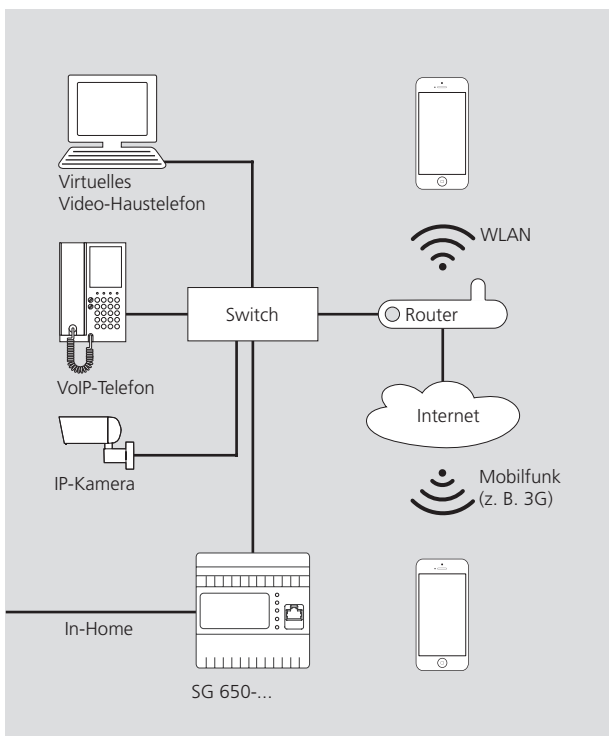 Virtuelles
Video-Haustelefon
WLAN
Switch
Router
VoIP-Telefon
Internet
IP-Kamera
Mobilfunk
(z. B. 3G)
In-Home
SG 650-...